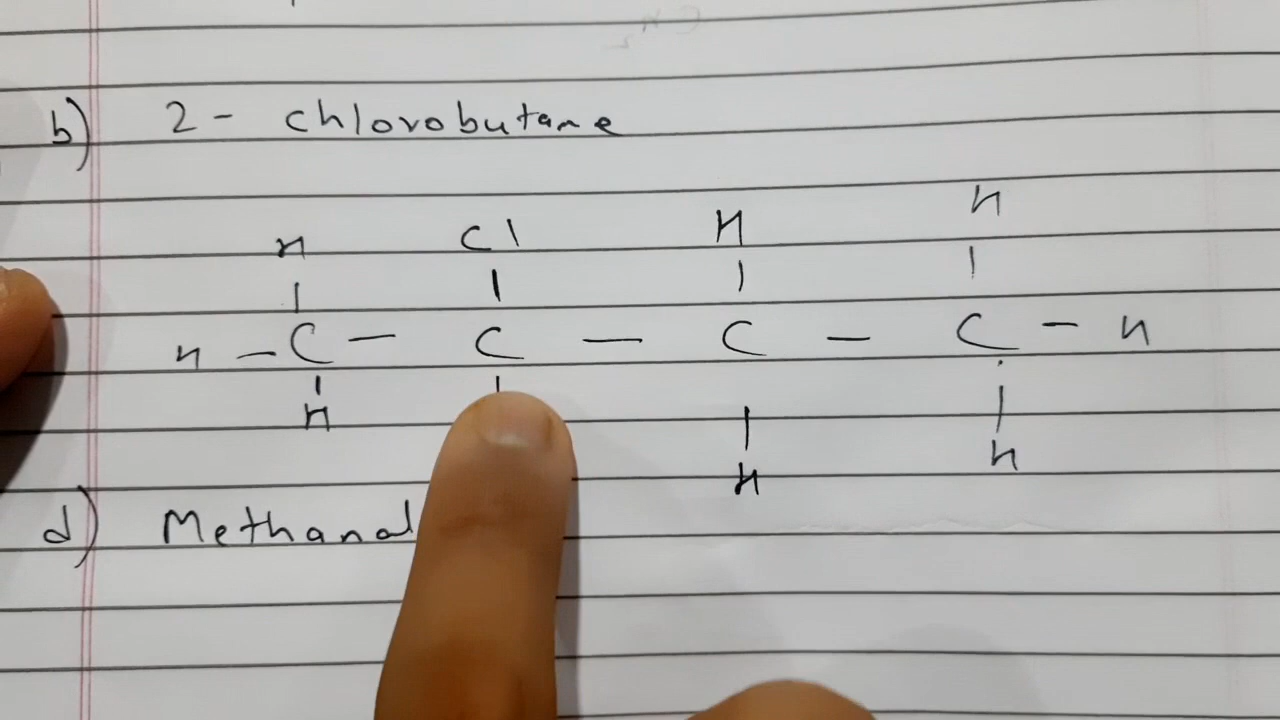 b) 2 - chlorobutane
H Cl H H
H - C - C - C - C - H
H H H
d) Methanal